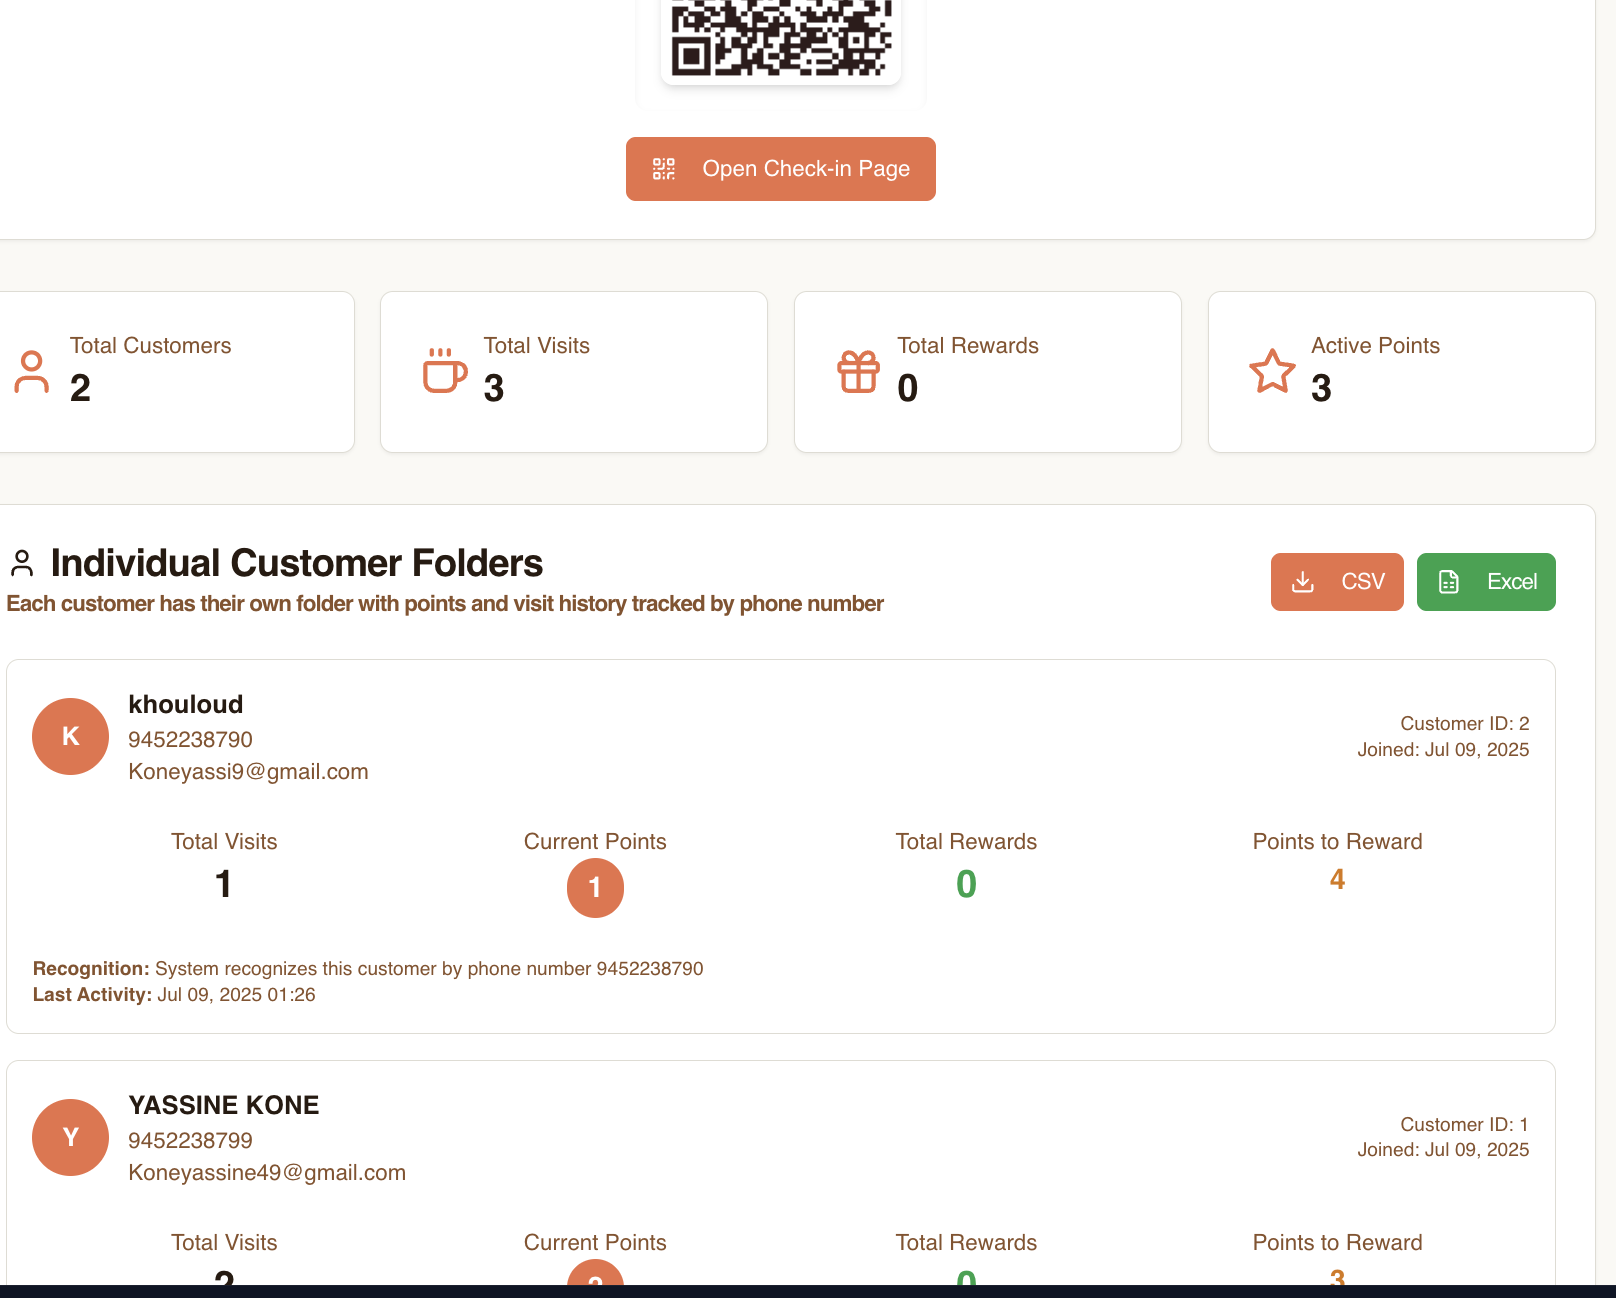 Open Check-in Page
Total Customers
2
Total Visits
3
Total Rewards
0
Active Points
3
Individual Customer Folders
Each customer has their own folder with points and visit history tracked by phone number
CSV
Excel
K
khouloud
9452238790
Koneyassi9@gmail.com
Customer ID: 2
Joined: Jul 09, 2025
Total Visits
1
Current Points
1
Total Rewards
0
Points to Reward
4
Recognition: System recognizes this customer by phone number 9452238790
Last Activity: Jul 09, 2025 01:26
Y
YASSINE KONE
9452238799
Koneyassine49@gmail.com
Customer ID: 1
Joined: Jul 09, 2025
Total Visits
2
Current Points
2
Total Rewards
0
Points to Reward
3